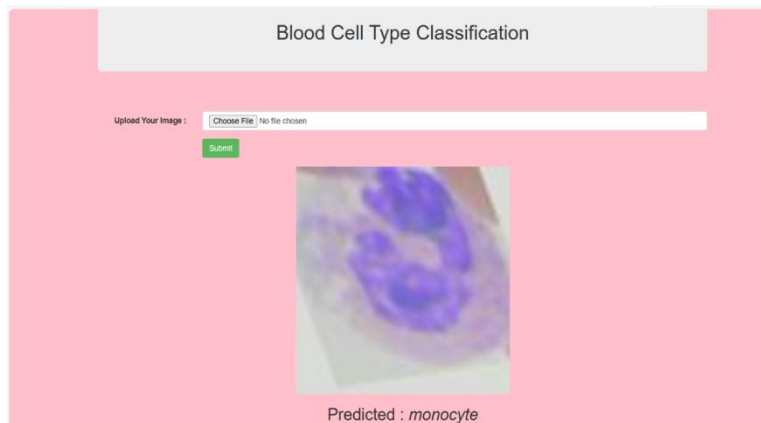 Blood Cell Type Classification
Upload Your Image :
Choose File No file chosen
Submit
Predicted : monocyte